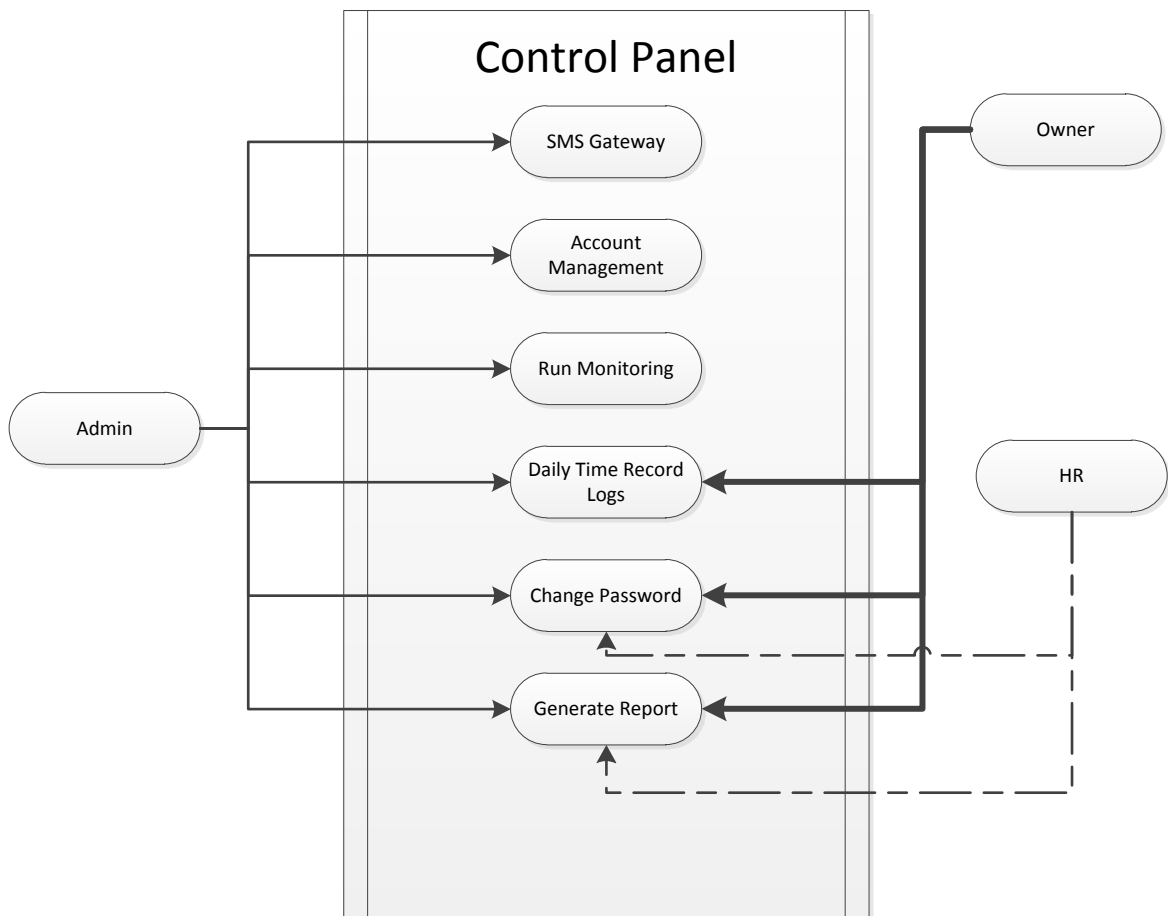 Control Panel
SMS Gateway
Owner
Account
Management
Run Monitoring
Admin
Daily Time Record
Logs
HR
Change Password
Generate Report